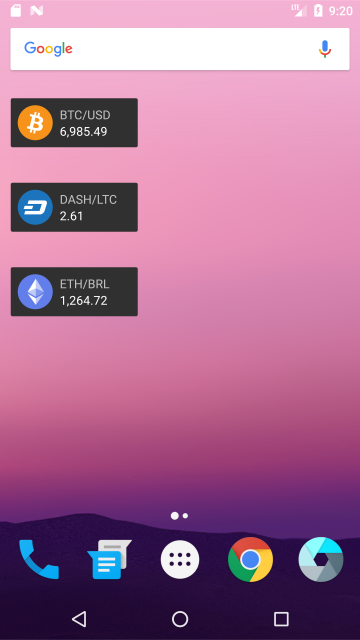 9:20
Google
BTC/USD
6,985.49
DASH/LTC
2.61
ETH/BRL
1,264.72